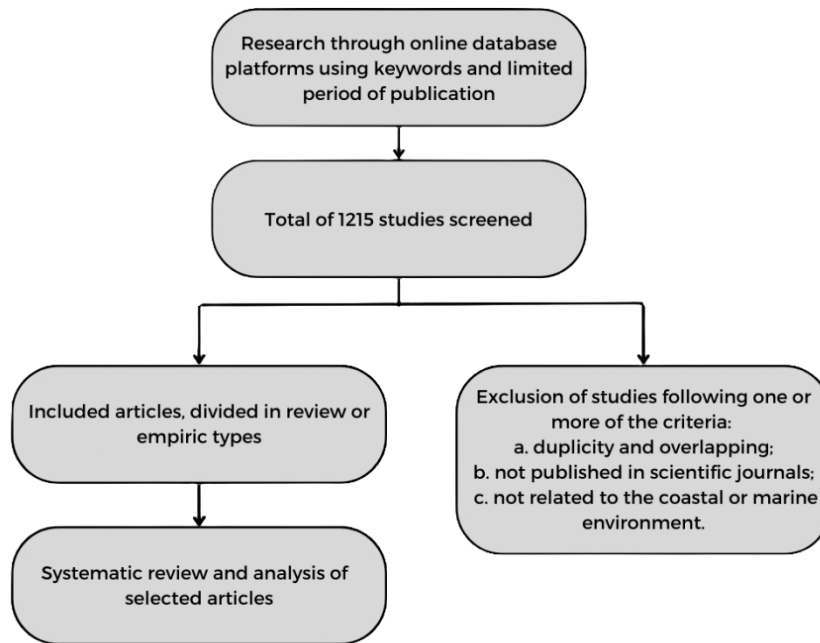 Research through online database
platforms using keywords and limited
period of publication
Total of 1215 studies screened
Included articles, divided in review or
empiric types
Exclusion of studies following one or
more of the criteria:
a. duplicity and overlapping;
b. not published in scientific journals;
c. not related to the coastal or marine
environment.
Systematic review and analysis of
selected articles